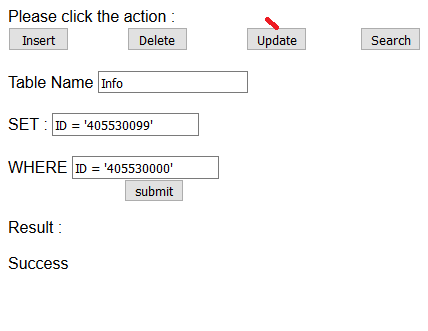 Please click the action :
Insert Delete Update Search
Table Name Info
SET : ID = '405530099'
WHERE ID = '405530000'
submit
Result :
Success